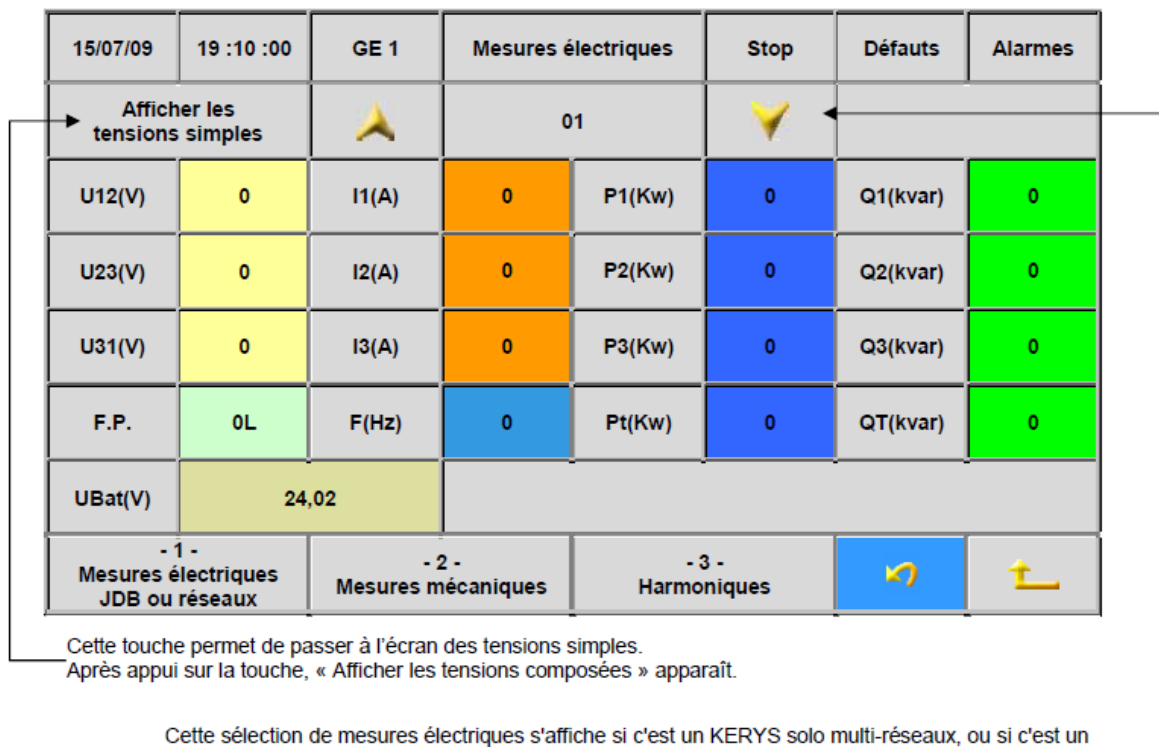 15/07/09 19 :10 :00 GE 1 Mesures électriques Stop Défauts Alarmes
Afficher les
tensions simples
01
U12(V) 0 I1(A) 0 P1(Kw) 0 Q1(kvar) 0
U23(V) 0 I2(A) 0 P2(Kw) 0 Q2(kvar) 0
U31(V) 0 I3(A) 0 P3(Kw) 0 Q3(kvar) 0
F.P. 0L F(Hz) 0 Pt(Kw) 0 QT(kvar) 0
UBat(V) 24,02
- 1 -
Mesures électriques
JDB ou réseaux
- 2 -
Mesures mécaniques
- 3 -
Harmoniques
Cette touche permet de passer à l'écran des tensions simples.
Après appui sur la touche, « Afficher les tensions composées » apparaît.
Cette sélection de mesures électriques s'affiche si c'est un KERYS solo multi-réseaux, ou si c'est un